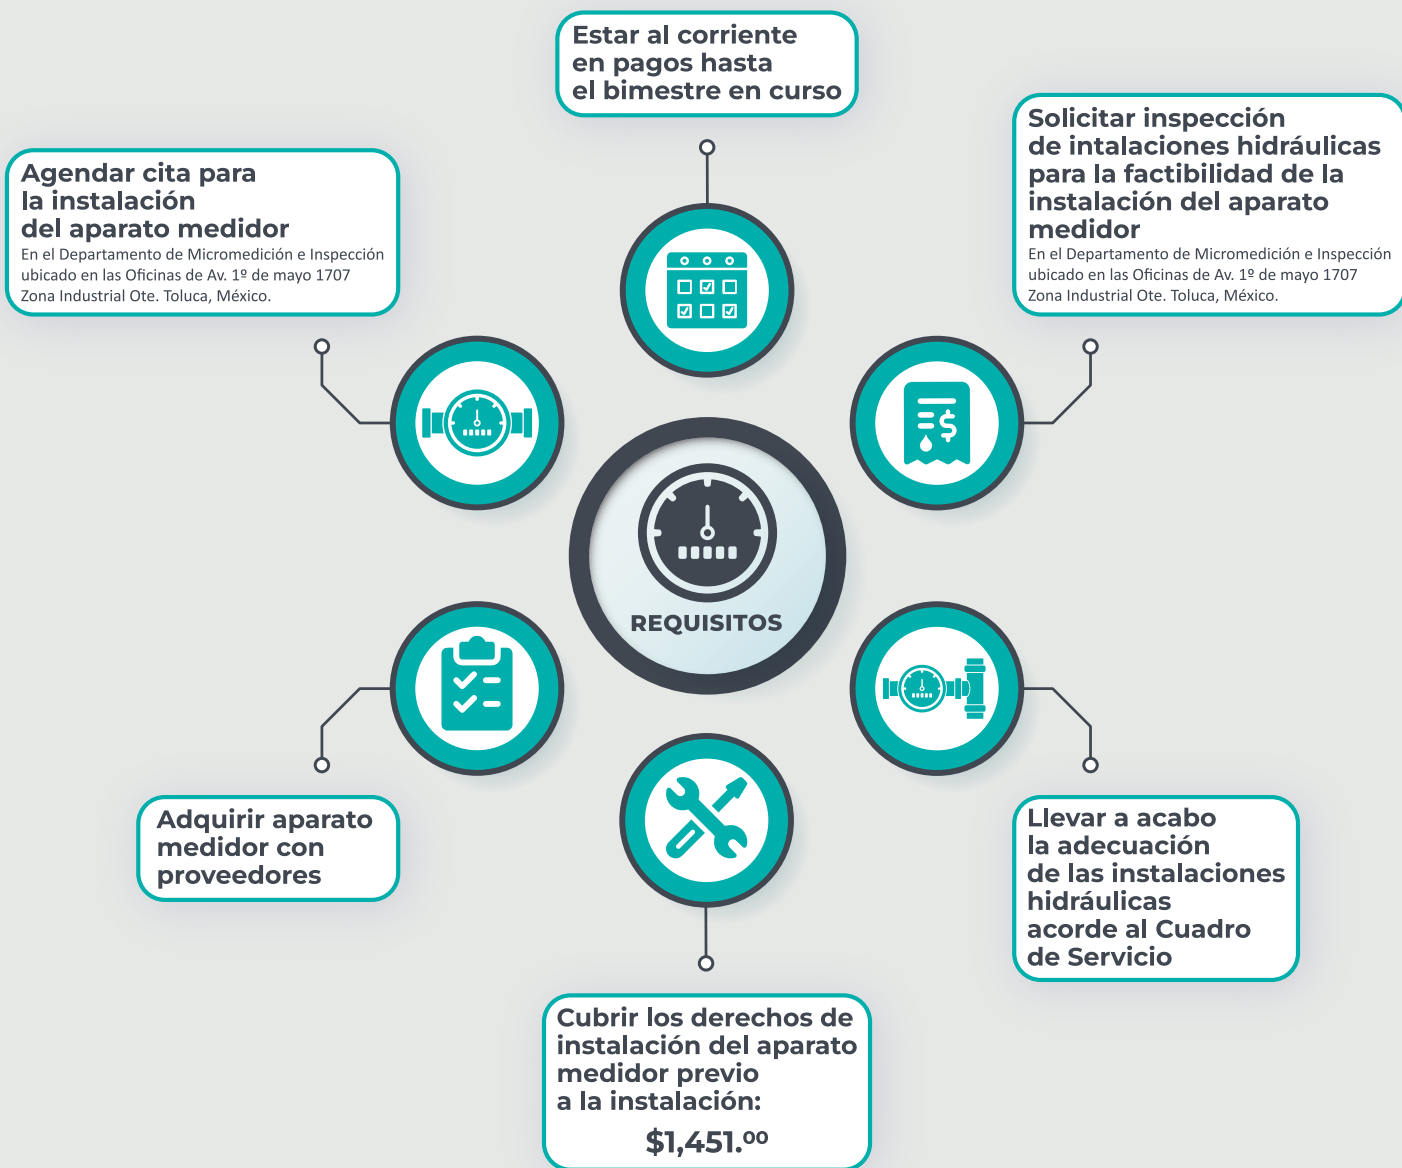 Estar al corriente
en pagos hasta
el bimestre en curso
Solicitar inspección
de intalaciones hidráulicas
para la factibilidad de la
instalación del aparato
medidor
En el Departamento de Micromedición e Inspección
ubicado en las Oficinas de Av. 1º de mayo 1707
Zona Industrial Ote. Toluca, México.
Agendar cita para
la instalación
del aparato medidor
En el Departamento de Micromedición e Inspección
ubicado en las Oficinas de Av. 1º de mayo 1707
Zona Industrial Ote. Toluca, México.
$
REQUISITOS
Adquirir aparato
medidor con
proveedores
Llevar a acabo
la adecuación
de las instalaciones
hidráulicas
acorde al Cuadro
de Servicio
Cubrir los derechos de
instalación del aparato
medidor previo
a la instalación:
$1,451.00